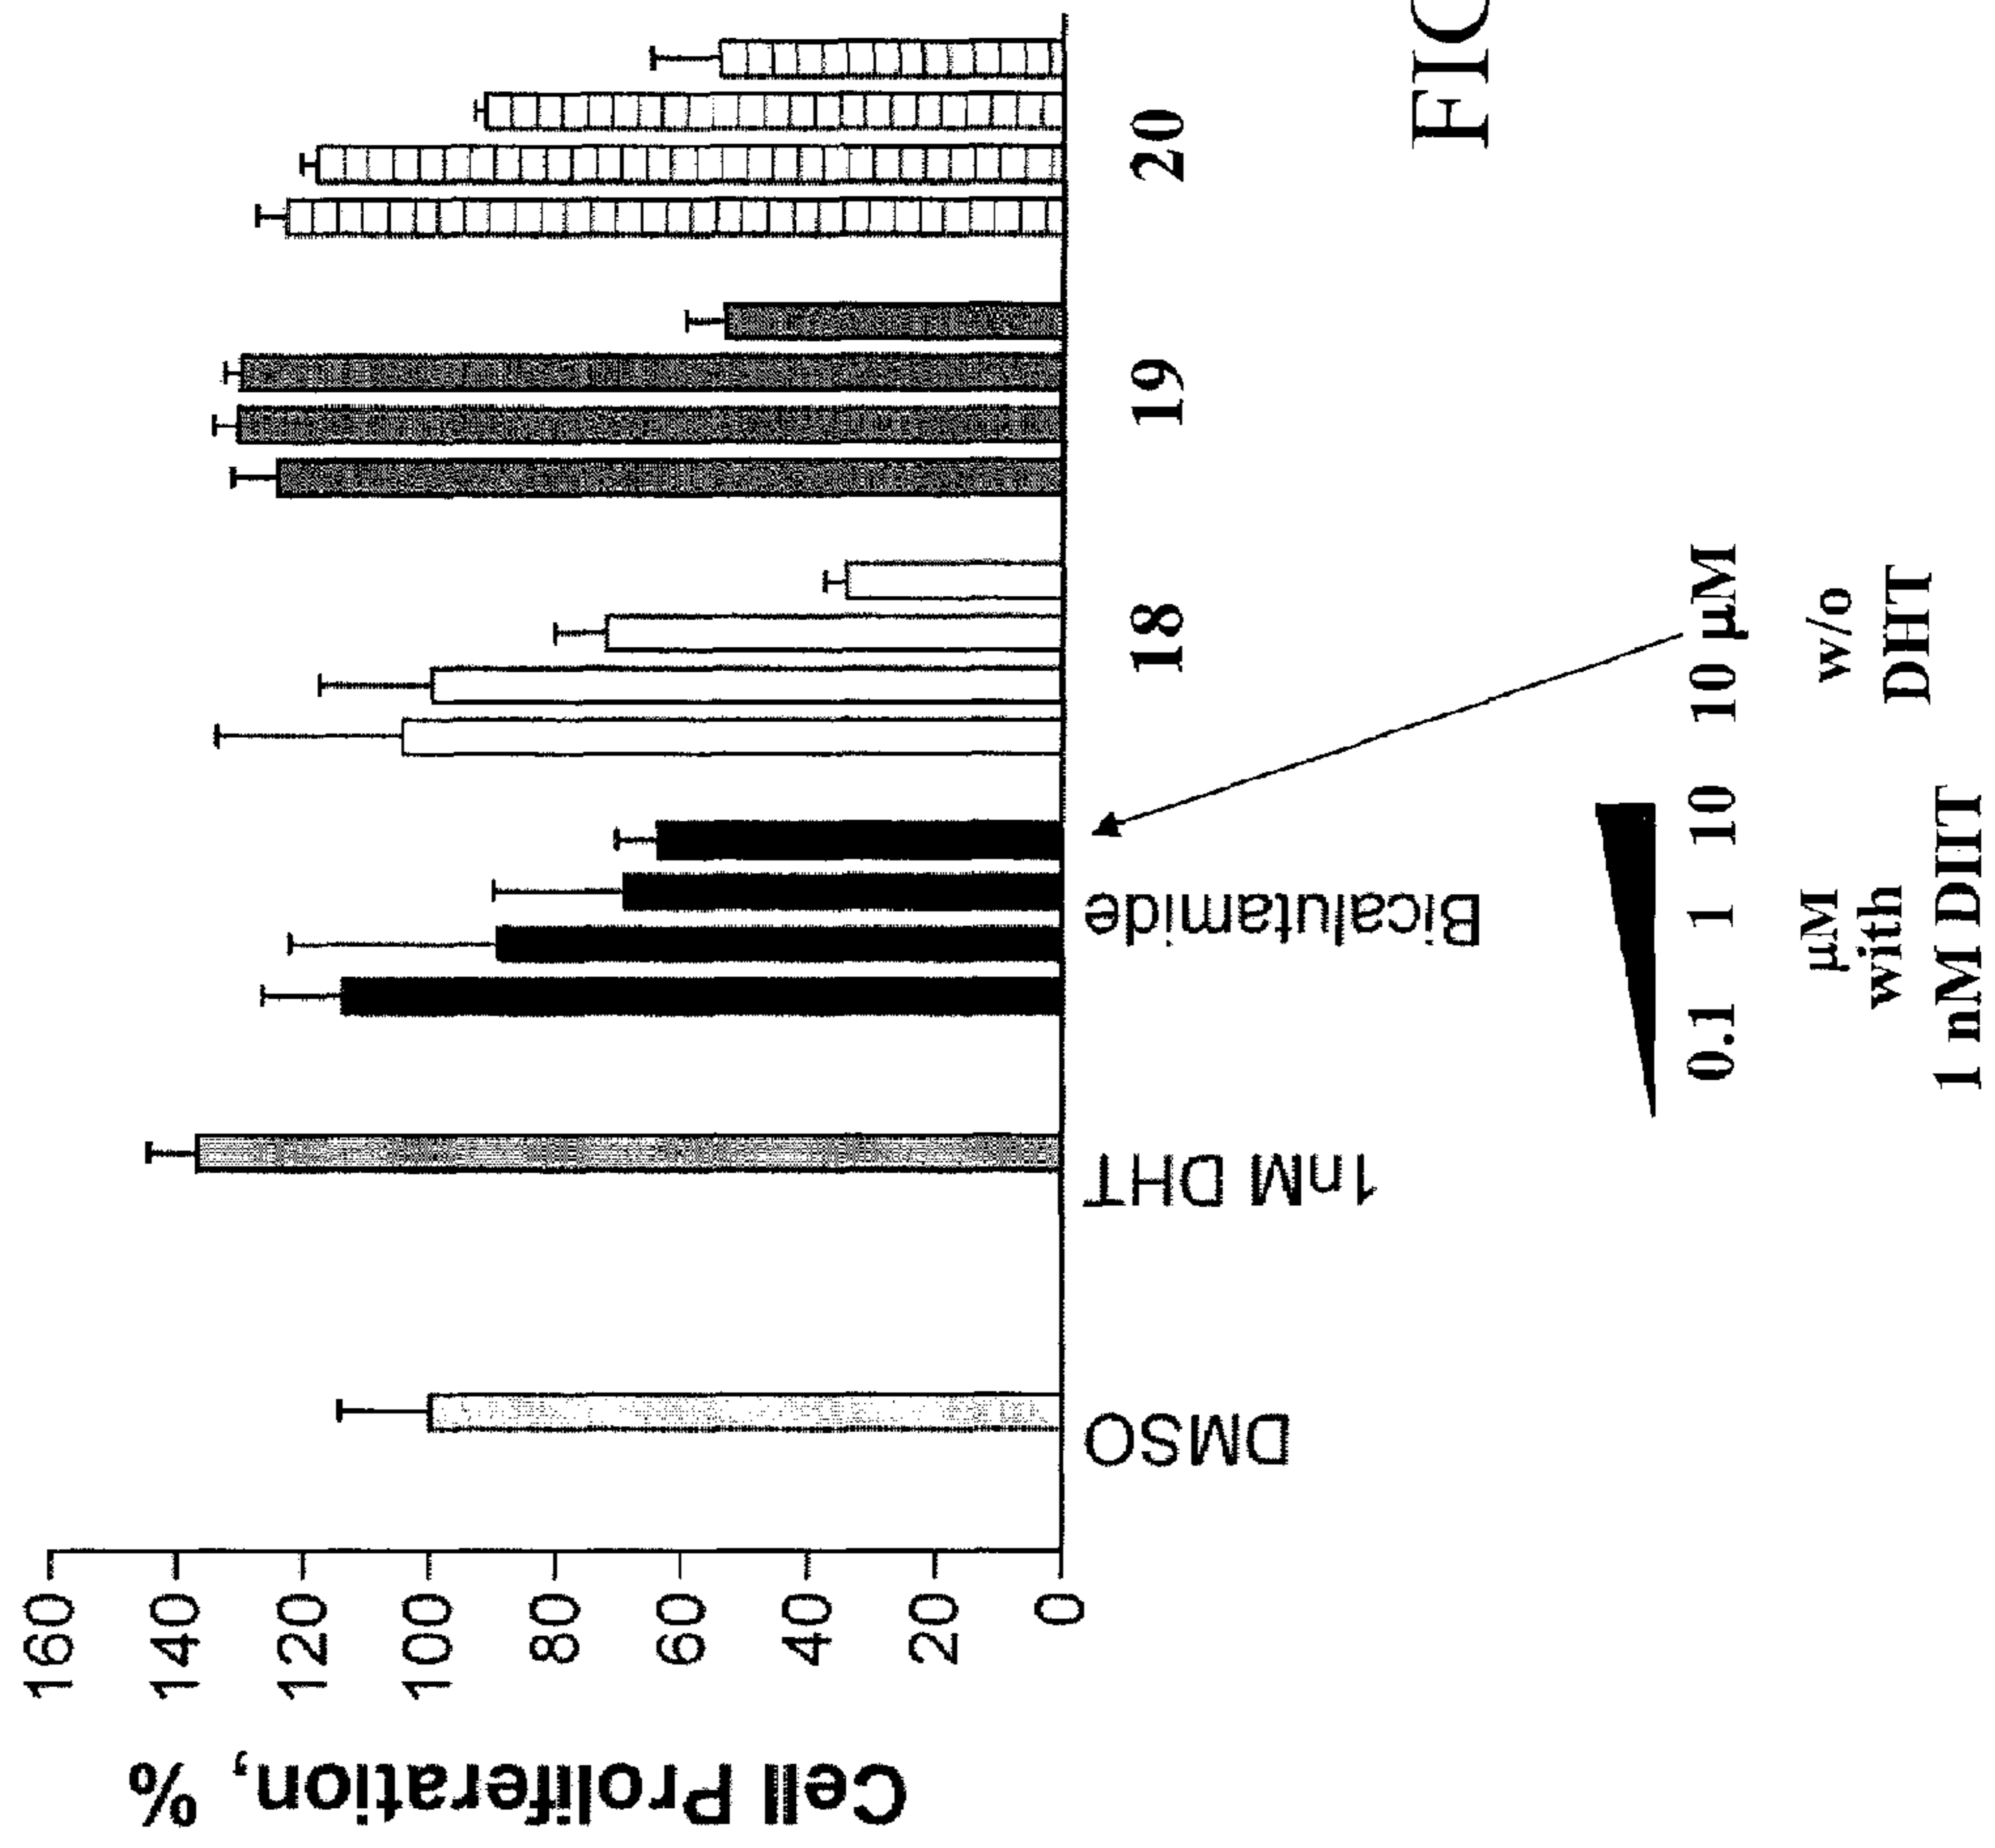 Cell Proliferation, %
160
140
120
100
80
60
40
20
0
DMSO
1nM DHT
Bicalutamide
18
19
20
0.1 1 10 10 µM
µM
with
1 nM DHT
w/o
DHT